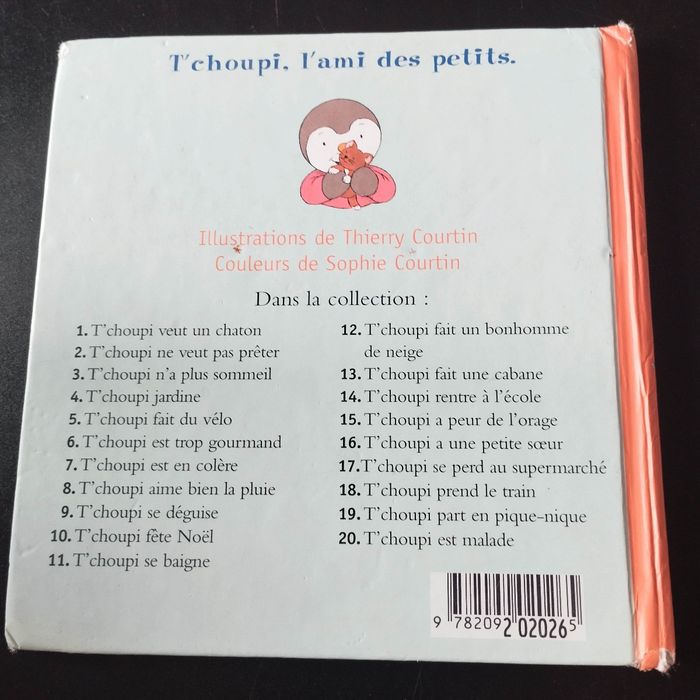 T'choupi, l'ami des petits.
Illustrations de Thierry Courtin
Couleurs de Sophie Courtin
Dans la collection :
1. T'choupi veut un chaton
2. T'choupi ne veut pas prêter
3. T'choupi n'a plus sommeil
4. T'choupi jardine
5. T'choupi fait du vélo
6. T'choupi est trop gourmand
7. T'choupi est en colère
8. T'choupi aime bien la pluie
9. T'choupi se déguise
10. T'choupi fête Noël
11. T'choupi se baigne
12. T'choupi fait un bonhomme
de neige
13. T'choupi fait une cabane
14. T'choupi rentre à l'école
15. T'choupi a peur de l'orage
16. T'choupi a une petite sœur
17. T'choupi se perd au supermarché
18. T'choupi prend le train
19. T'choupi part en pique-nique
20. T'choupi est malade
9 782092 020265